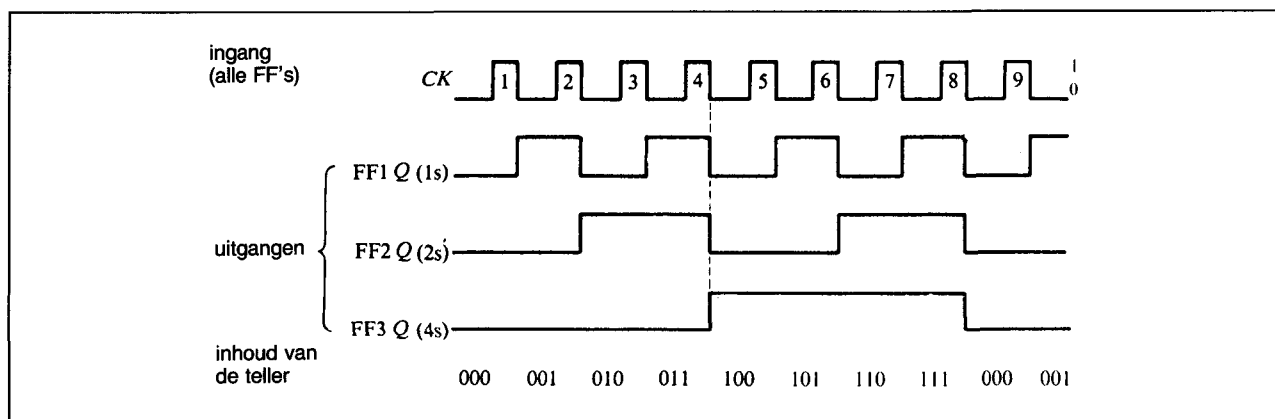 ingang
(alle FF's)
CK 1 2 3 4 5 6 7 8 9 1
0
FF1 Q (1s)
uitgangen
FF2 Q (2s)
FF3 Q (4s)
inhoud van
de teller 000 001 010 011 100 101 110 111 000 001